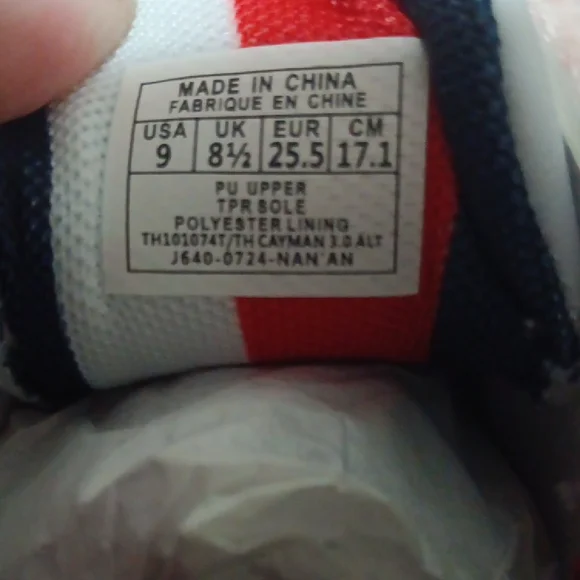 MADE IN CHINA
FABRIQUE EN CHINE
USA UK EUR CM
9 8½ 25.5 17.1
PU UPPER
TPR SOLE
POLYESTER LINING
TH101074T/TH CAYMAN 3.0 ALT
J640-0724-NAN'AN